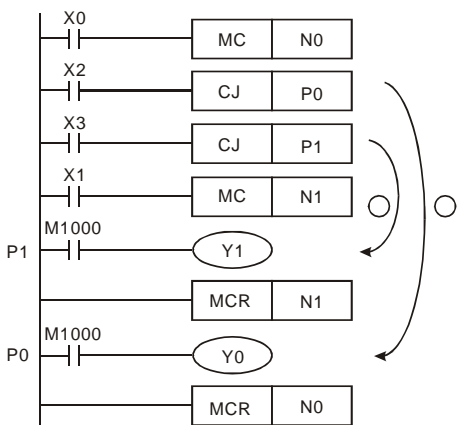 X0
MC N0
X2
CJ P0
X3
CJ P1
X1
MC N1
M1000
P1 Y1
MCR N1
M1000
P0 Y0
MCR N0